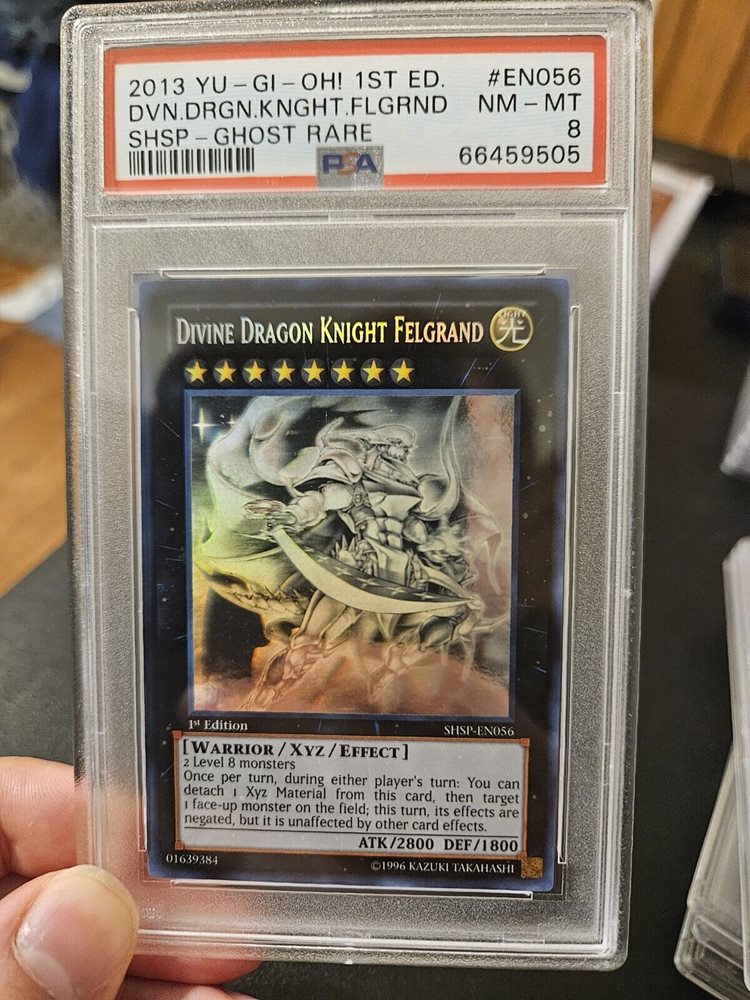 2013 YU-GI-OH! 1ST ED. #EN056
DVN.DRGN.KNGHT.FLGRND NM-MT
SHSP-GHOST RARE 8
PSA 66459505
DIVINE DRAGON KNIGHT FELGRAND
LIGHT
光
1st Edition SHSP-EN056
[WARRIOR/XYZ/EFFECT]
2 Level 8 monsters
Once per turn, during either player's turn: You can
detach 1 Xyz Material from this card, then target
1 face-up monster on the field; this turn, its effects are
negated, but it is unaffected by other card effects.
ATK/2800 DEF/1800
01639384 ©1996 KAZUKI TAKAHASHI